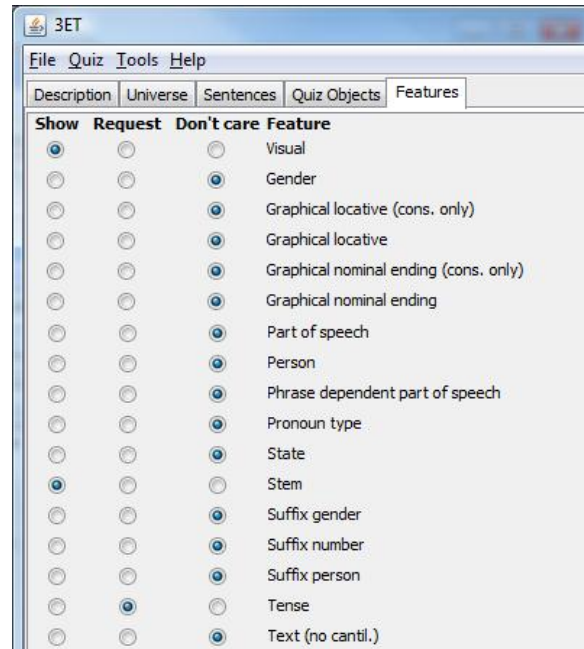 3ET
File Quiz Tools Help
Description Universe Sentences Quiz Objects Features
Show Request Don't care Feature
Visual
Gender
Graphical locative (cons. only)
Graphical locative
Graphical nominal ending (cons. only)
Graphical nominal ending
Part of speech
Person
Phrase dependent part of speech
Pronoun type
State
Stem
Suffix gender
Suffix number
Suffix person
Tense
Text (no cantil.)